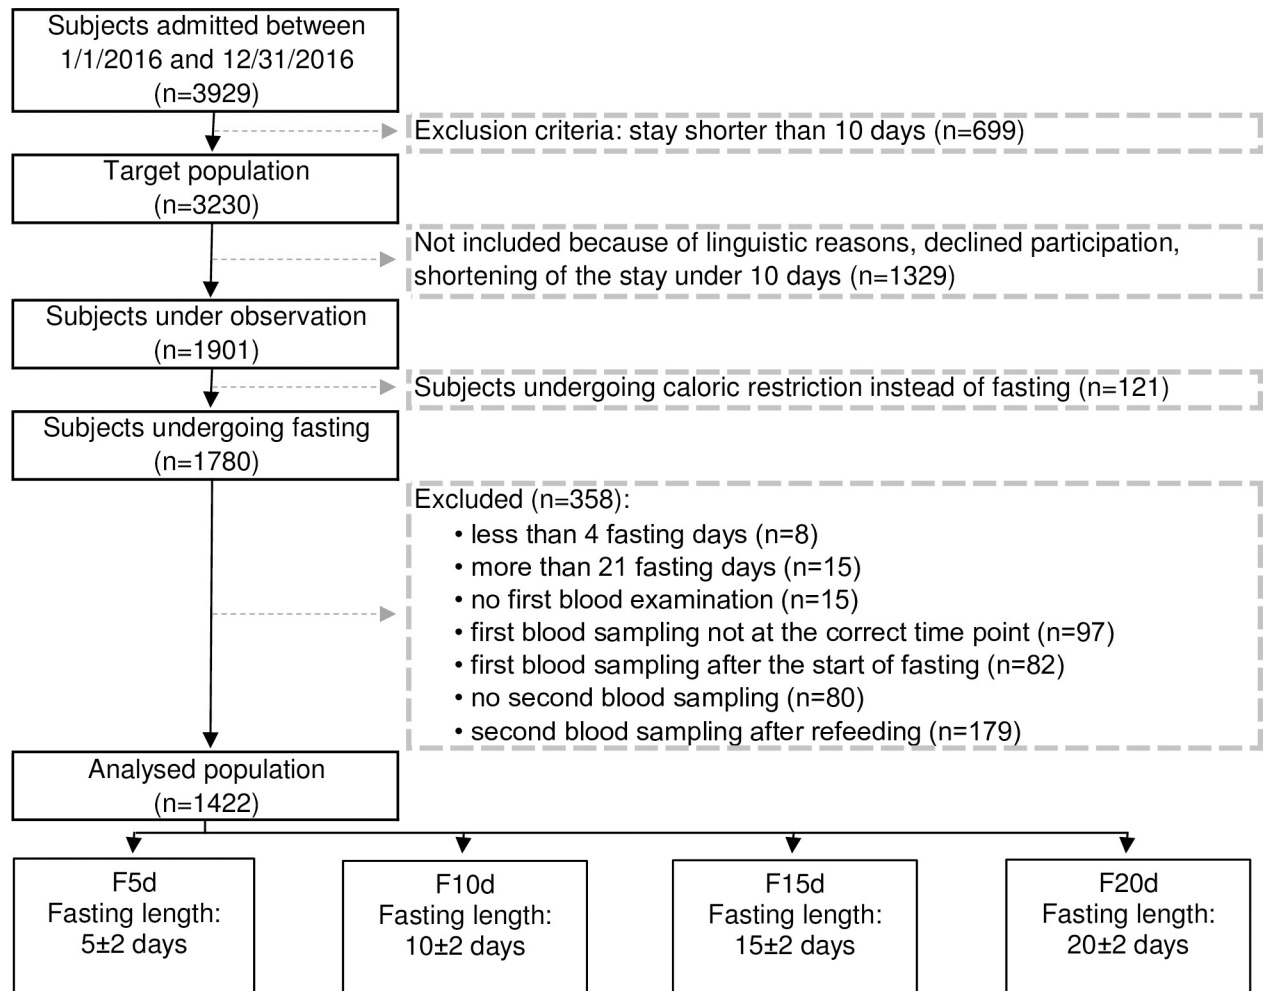 Subjects admitted between
1/1/2016 and 12/31/2016
(n=3929)
Exclusion criteria: stay shorter than 10 days (n=699)
Target population
(n=3230)
Not included because of linguistic reasons, declined participation,
shortening of the stay under 10 days (n=1329)
Subjects under observation
(n=1901)
Subjects undergoing caloric restriction instead of fasting (n=121)
Subjects undergoing fasting
(n=1780)
Excluded (n=358):
• less than 4 fasting days (n=8)
• more than 21 fasting days (n=15)
• no first blood examination (n=15)
• first blood sampling not at the correct time point (n=97)
• first blood sampling after the start of fasting (n=82)
• no second blood sampling (n=80)
• second blood sampling after refeeding (n=179)
Analysed population
(n=1422)
F5d
Fasting length:
5±2 days
F10d
Fasting length:
10±2 days
F15d
Fasting length:
15±2 days
F20d
Fasting length:
20±2 days